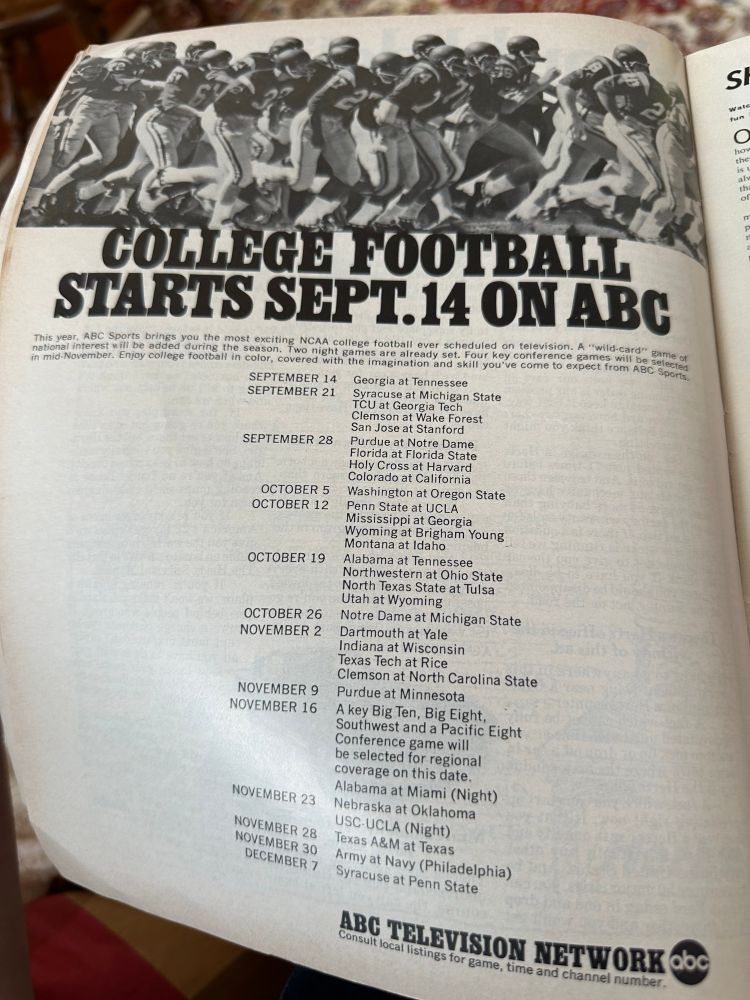 COLLEGE FOOTBALL
STARTS SEPT. 14 ON ABC
This year, ABC Sports brings you the most exciting NCAA college football ever scheduled on television. A "wild-card" game of
national interest will be added during the season. Two night games are already set. Four key conference games will be selected
in mid-November. Enjoy college football in color, covered with the imagination and skill you've come to expect from ABC Sports.
SEPTEMBER 14 Georgia at Tennessee
SEPTEMBER 21 Syracuse at Michigan State
TCU at Georgia Tech
Clemson at Wake Forest
San Jose at Stanford
SEPTEMBER 28 Purdue at Notre Dame
Florida at Florida State
Holy Cross at Harvard
Colorado at California
OCTOBER 5 Washington at Oregon State
OCTOBER 12 Penn State at UCLA
Mississippi at Georgia
Wyoming at Brigham Young
Montana at Idaho
OCTOBER 19 Alabama at Tennessee
Northwestern at Ohio State
North Texas State at Tulsa
Utah at Wyoming
OCTOBER 26 Notre Dame at Michigan State
NOVEMBER 2 Dartmouth at Yale
Indiana at Wisconsin
Texas Tech at Rice
Clemson at North Carolina State
NOVEMBER 9 Purdue at Minnesota
NOVEMBER 16 A key Big Ten, Big Eight,
Southwest and a Pacific Eight
Conference game will
be selected for regional
coverage on this date.
Alabama at Miami (Night)
NOVEMBER 23 Nebraska at Oklahoma
USC-UCLA (Night)
NOVEMBER 28 Texas A&M at Texas
NOVEMBER 30 Army at Navy (Philadelphia)
DECEMBER 7 Syracuse at Penn State
ABC TELEVISION NETWORK abc
Consult local listings for game, time and channel number.